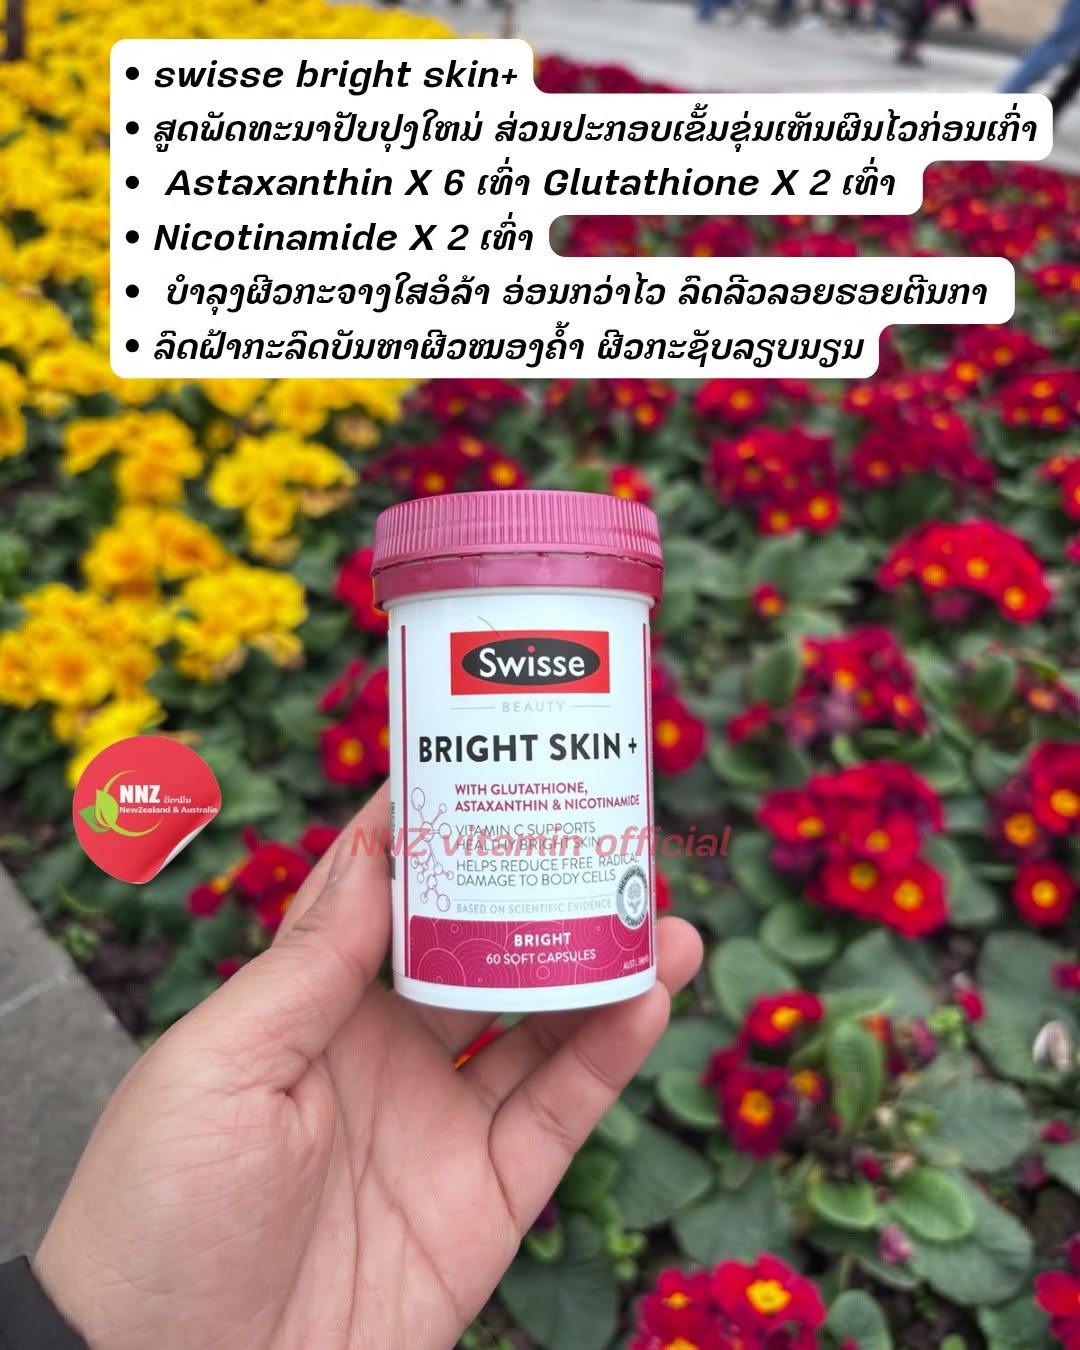 • swisse bright skin+
• ສູດພັດທະນາປັບປຸງໃຫມ່ ສ່ວນປະກອບເຂັ້ມຂຸ່ນເຫັນຜົນໄວກ່ອນເກົ່າ
• Astaxanthin X 6 ເທົ່າ Glutathione X 2 ເທົ່າ
• Nicotinamide X 2 ເທົ່າ
• ບໍາລຸງຜີວກະຈາງໃສອໍລ້າ ອ່ອນກວ່າໄວ ລົດລີວລອຍຮອຍຕີນກາ
• ລົດຝ້າກະລົດບັນຫາຜີວໝອງຄໍ້າ ຜີວກະຊັບລຽບນຽນ
Swisse
BEAUTY
BRIGHT SKIN +
WITH GLUTATHIONE,
ASTAXANTHIN & NICOTINAMIDE
VITAMIN C SUPPORTS
HEALTHY BRIGHT SKIN
HELPS REDUCE FREE RADICAL
DAMAGE TO BODY CELLS
BASED ON SCIENTIFIC EVIDENCE
BRIGHT
60 SOFT CAPSULES
NNZ ວິຕາມິນ
NewZealand & Australia
NNZ vitamin official